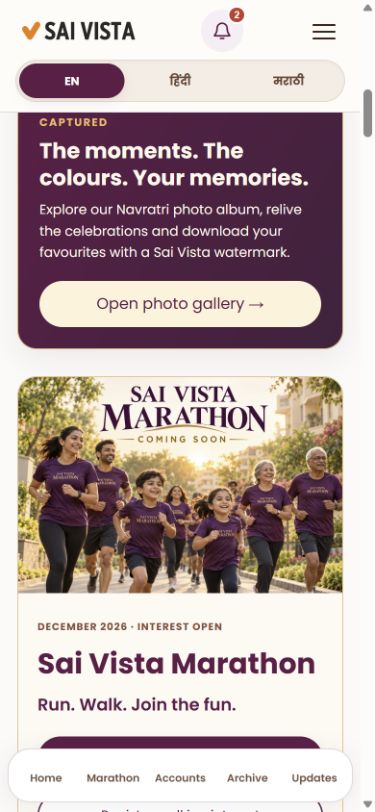 SAI VISTA
2
EN
हिंदी
मराठी
CAPTURED
The moments. The
colours. Your memories.
Explore our Navratri photo album, relive
the celebrations and download your
favourites with a Sai Vista watermark.
Open photo gallery →
SAI VISTA
MARATHON
COMING SOON
DECEMBER 2026 · INTEREST OPEN
Sai Vista Marathon
Run. Walk. Join the fun.
Home
Marathon
Accounts
Archive
Updates